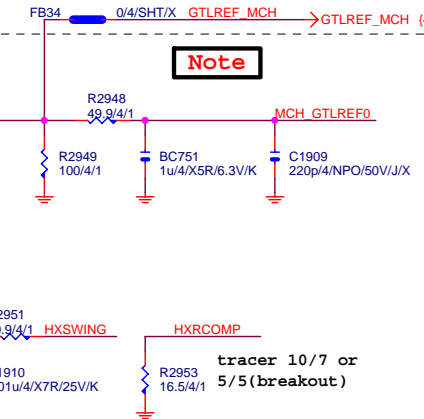 FB34 0/4/SHT/X GTLREF_MCH GTLREF_MCH
Note
R2948
49.9/4/1 MCH_GTLREF0
R2949 BC751 C1909
100/4/1 1u/4/X5R/6.3V/K 220p/4/NPO/50V/J/X
2951
.9/4/1 HXSWING HXRCOMP
tracer 10/7 or
1910 R2953
01u/4/X7R/25V/K 16.5/4/1 5/5(breakout)